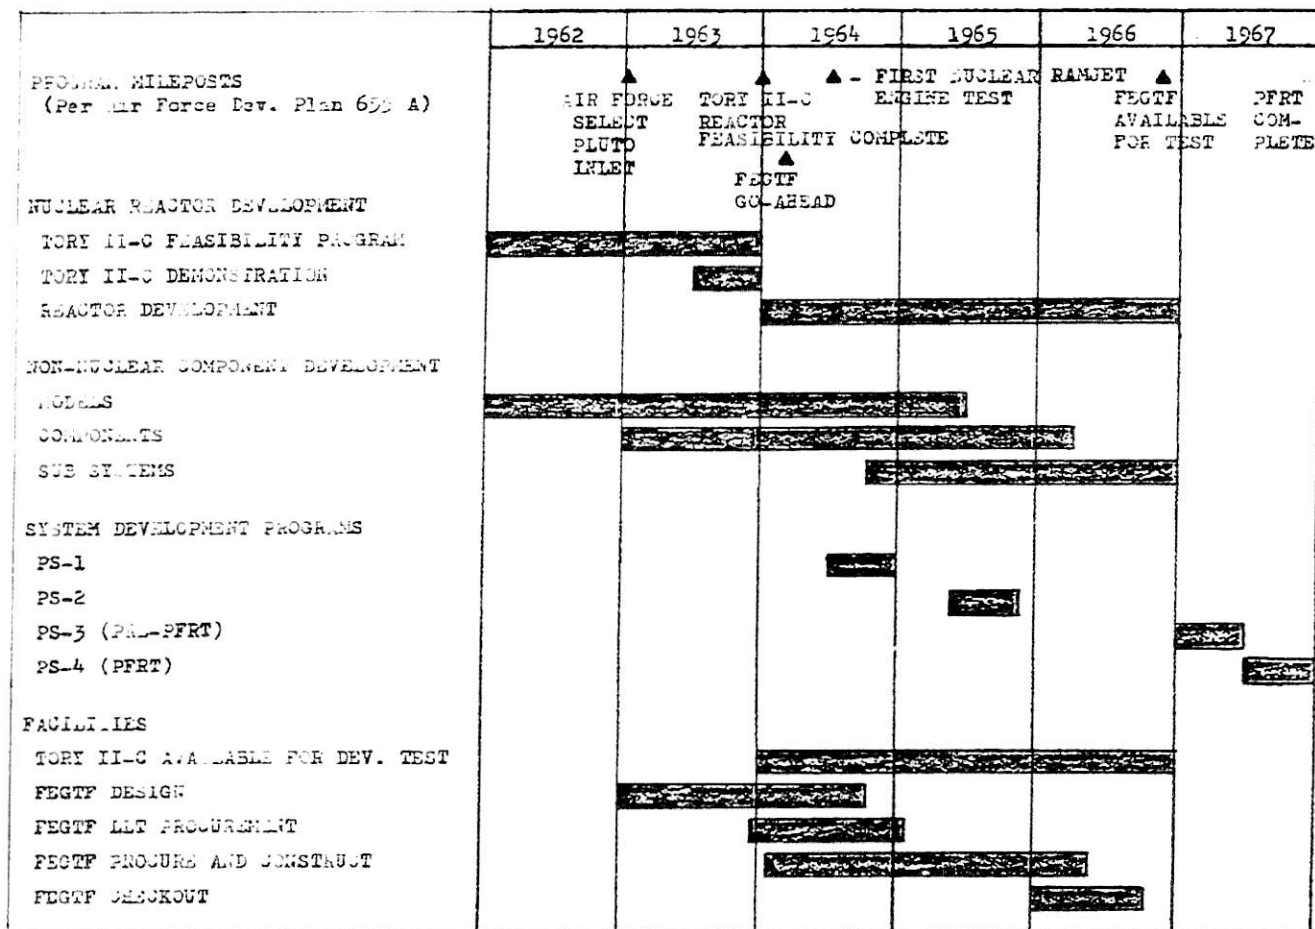 1962 1963 1964 1965 1966 1967
PROGRAM MILEPOSTS
(Per Air Force Dev. Plan 655 A)
▲ ▲ ▲ - FIRST NUCLEAR RAMJET ▲
ENGINE TEST
AIR FORCE
SELECT
PLUTO
INLET
TORY II-C
REACTOR
FEASIBILITY COMPLETE
▲
FEGTF
GO-AHEAD
FEGTF
AVAILABLE
FOR TEST
PFRT
COM-
PLETE
NUCLEAR REACTOR DEVELOPMENT
TORY II-C FEASIBILITY PROGRAM
TORY II-C DEMONSTRATION
REACTOR DEVELOPMENT
NON-NUCLEAR COMPONENT DEVELOPMENT
MODELS
COMPONENTS
SUB SYSTEMS
SYSTEM DEVELOPMENT PROGRAMS
PS-1
PS-2
PS-3 (PRE-PFRT)
PS-4 (PFRT)
FACILITIES
TORY II-C AVAILABLE FOR DEV. TEST
FEGTF DESIGN
FEGTF LLT PROCUREMENT
FEGTF PROCURE AND CONSTRUCT
FEGTF CHECKOUT